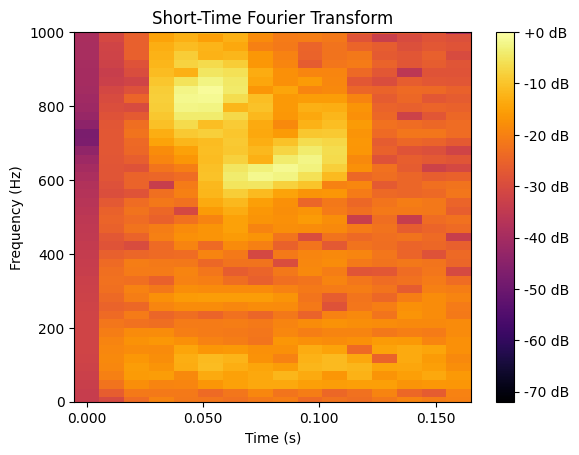 Short-Time Fourier Transform
1000
800
600
400
200
0
Frequency (Hz)
0.000
0.050
0.100
0.150
Time (s)
+0 dB
-10 dB
-20 dB
-30 dB
-40 dB
-50 dB
-60 dB
-70 dB